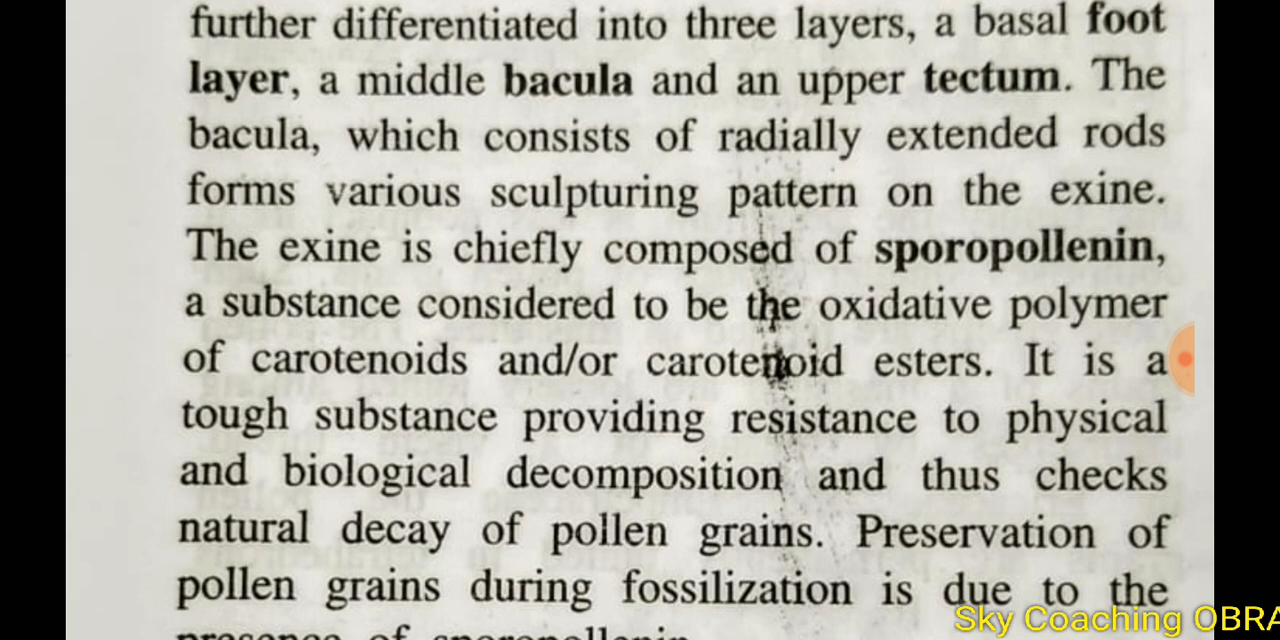 further differentiated into three layers, a basal foot
layer, a middle bacula and an upper tectum. The
bacula, which consists of radially extended rods
forms various sculpturing pattern on the exine.
The exine is chiefly composed of sporopollenin,
a substance considered to be the oxidative polymer
of carotenoids and/or carotenoid esters. It is a
tough substance providing resistance to physical
and biological decomposition and thus checks
natural decay of pollen grains. Preservation of
pollen grains during fossilization is due to the
presence of sporopollenin
Sky Coaching OBRA